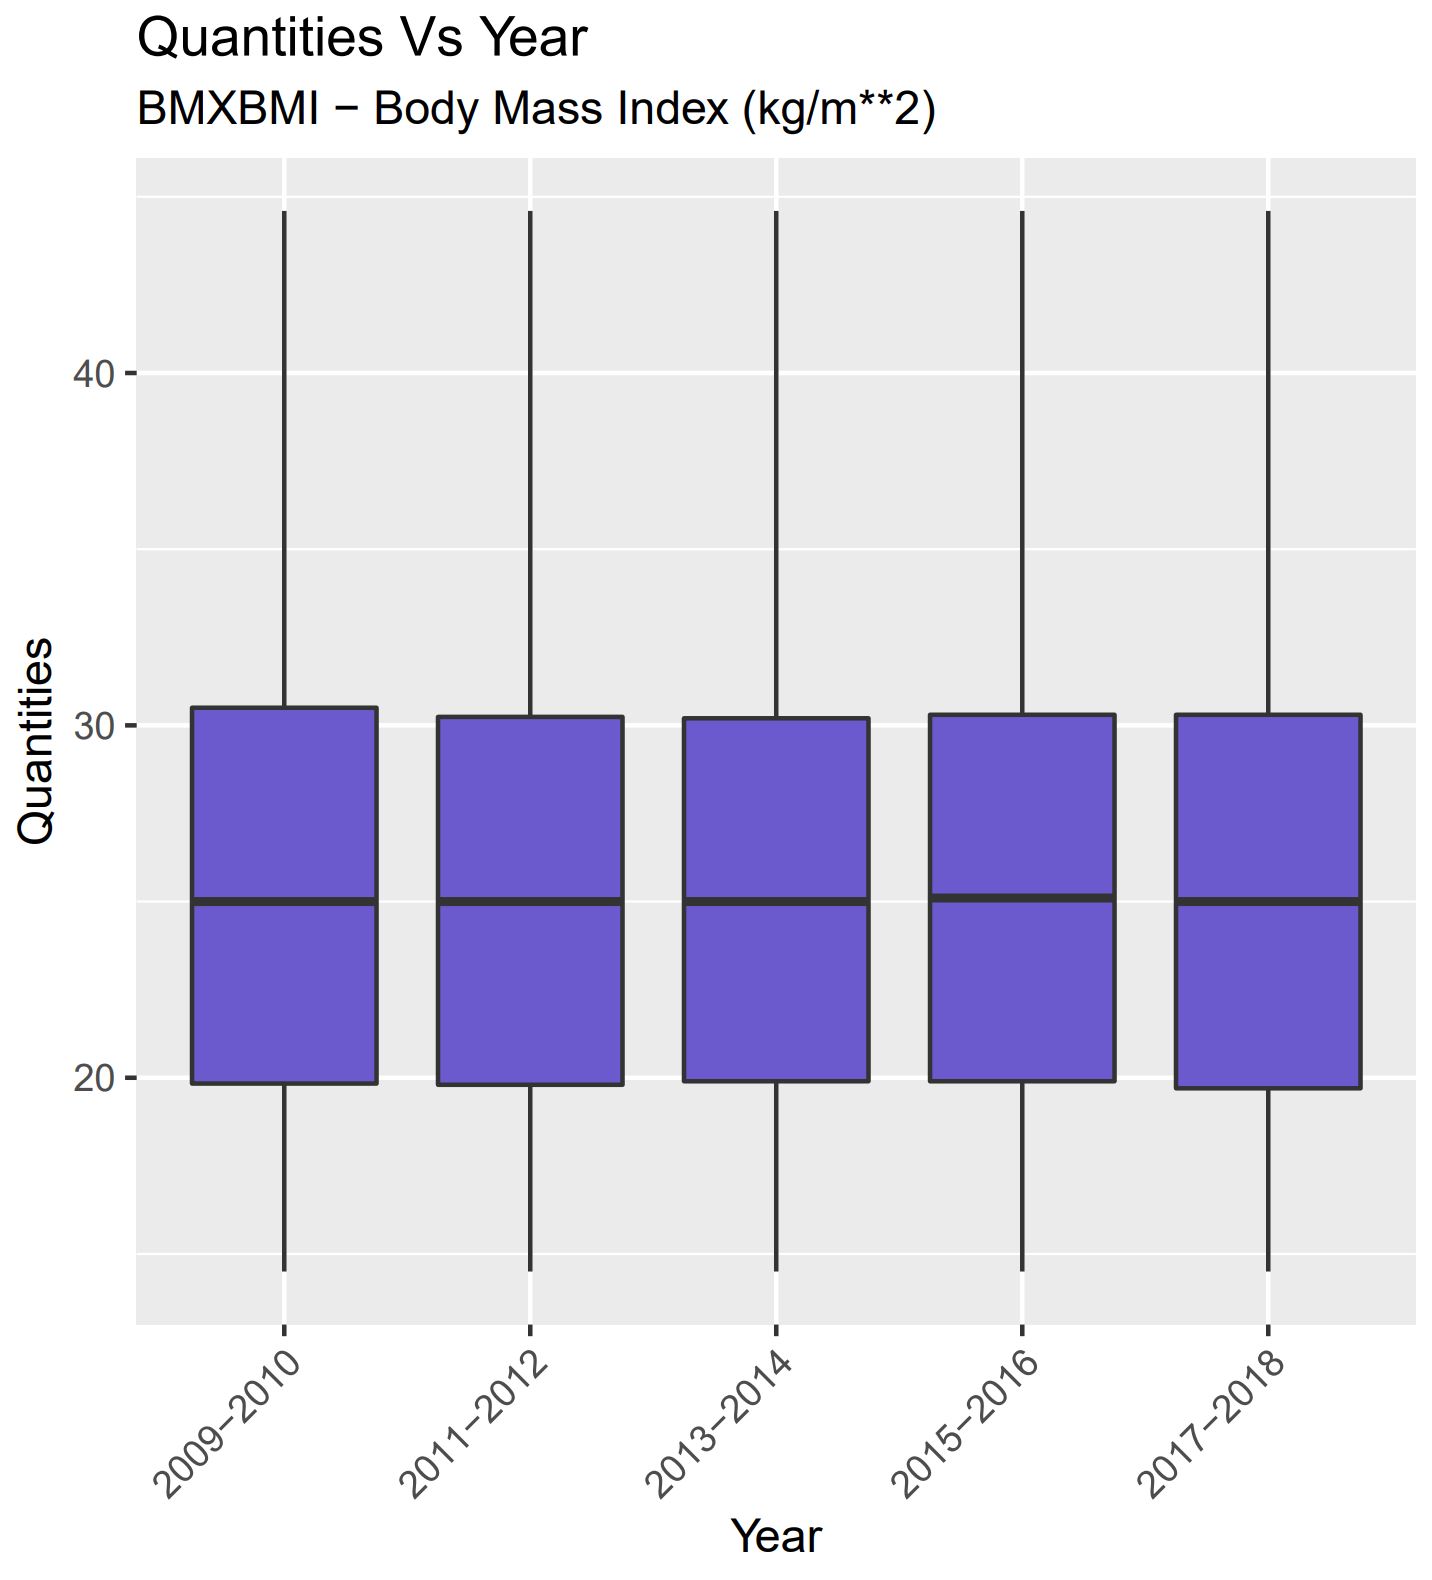 Quantities Vs Year
BMXBMI − Body Mass Index (kg/m**2)
Quantities
40
30
20
2009−2010
2011−2012
2013−2014
2015−2016
2017−2018
Year